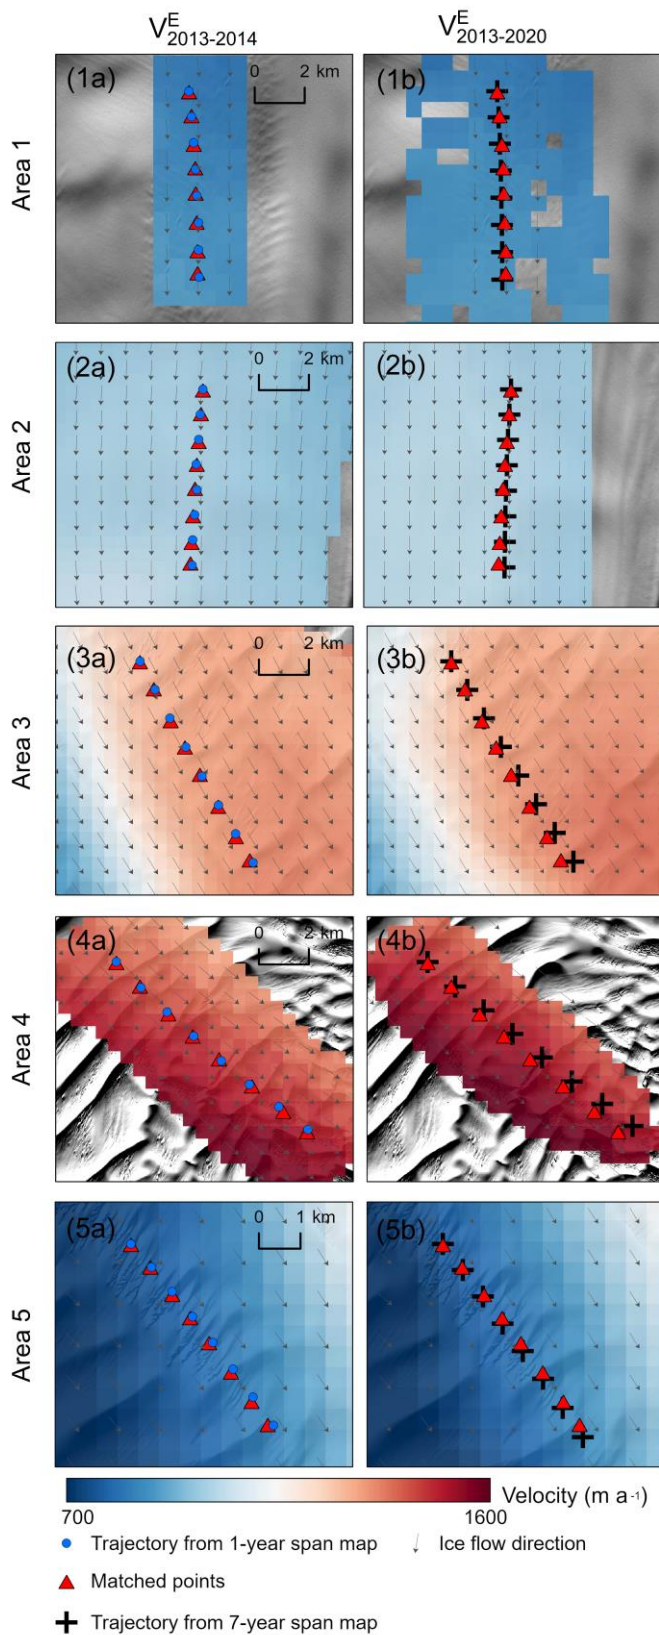 V^E_2013-2014 V^E_2013-2020
Area 1
(1a) 0 2 km
(1b)
Area 2
(2a) 0 2 km
(2b)
Area 3
(3a) 0 2 km
(3b)
Area 4
(4a) 0 2 km
(4b)
Area 5
(5a) 0 1 km
(5b)
700 1600 Velocity (m a⁻¹)
Trajectory from 1-year span map Ice flow direction
Matched points
Trajectory from 7-year span map